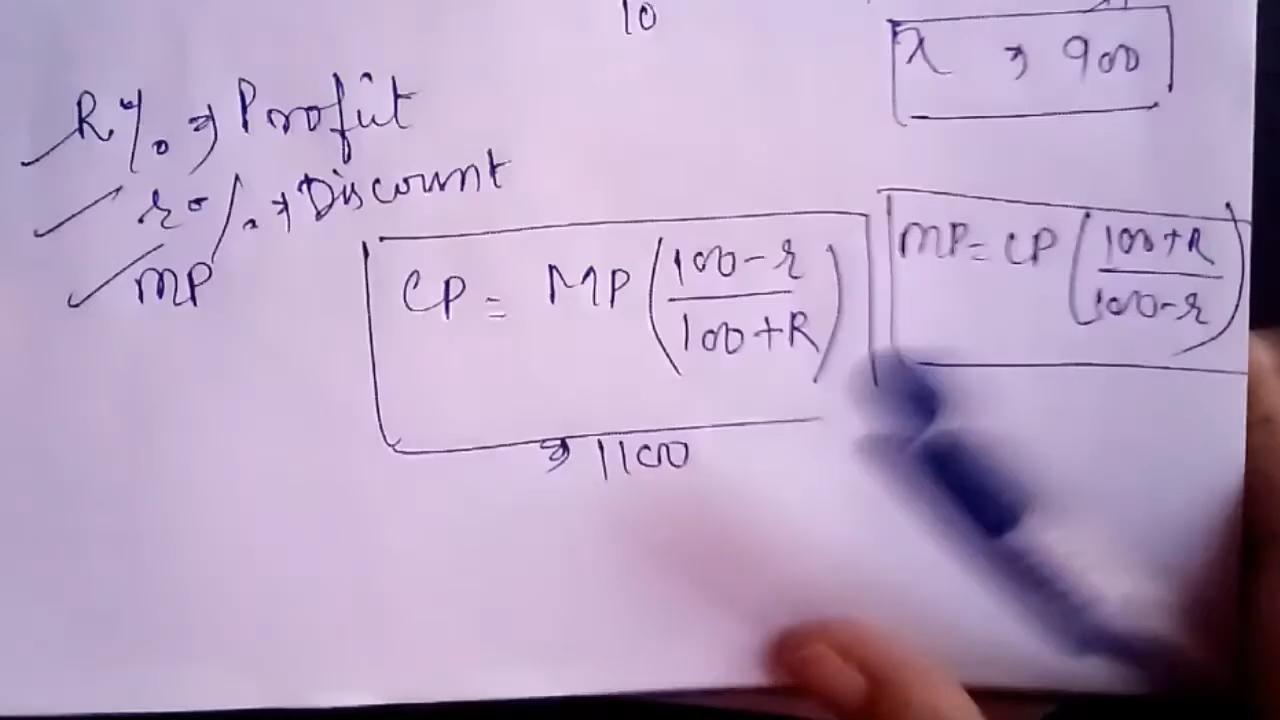 10
x ⇒ 900
R% ⇒ Profit
r% ⇒ Discount
MP
CP = MP (100-r / 100+R)
MP = CP (100+R / 100-r)
⇒ 1100